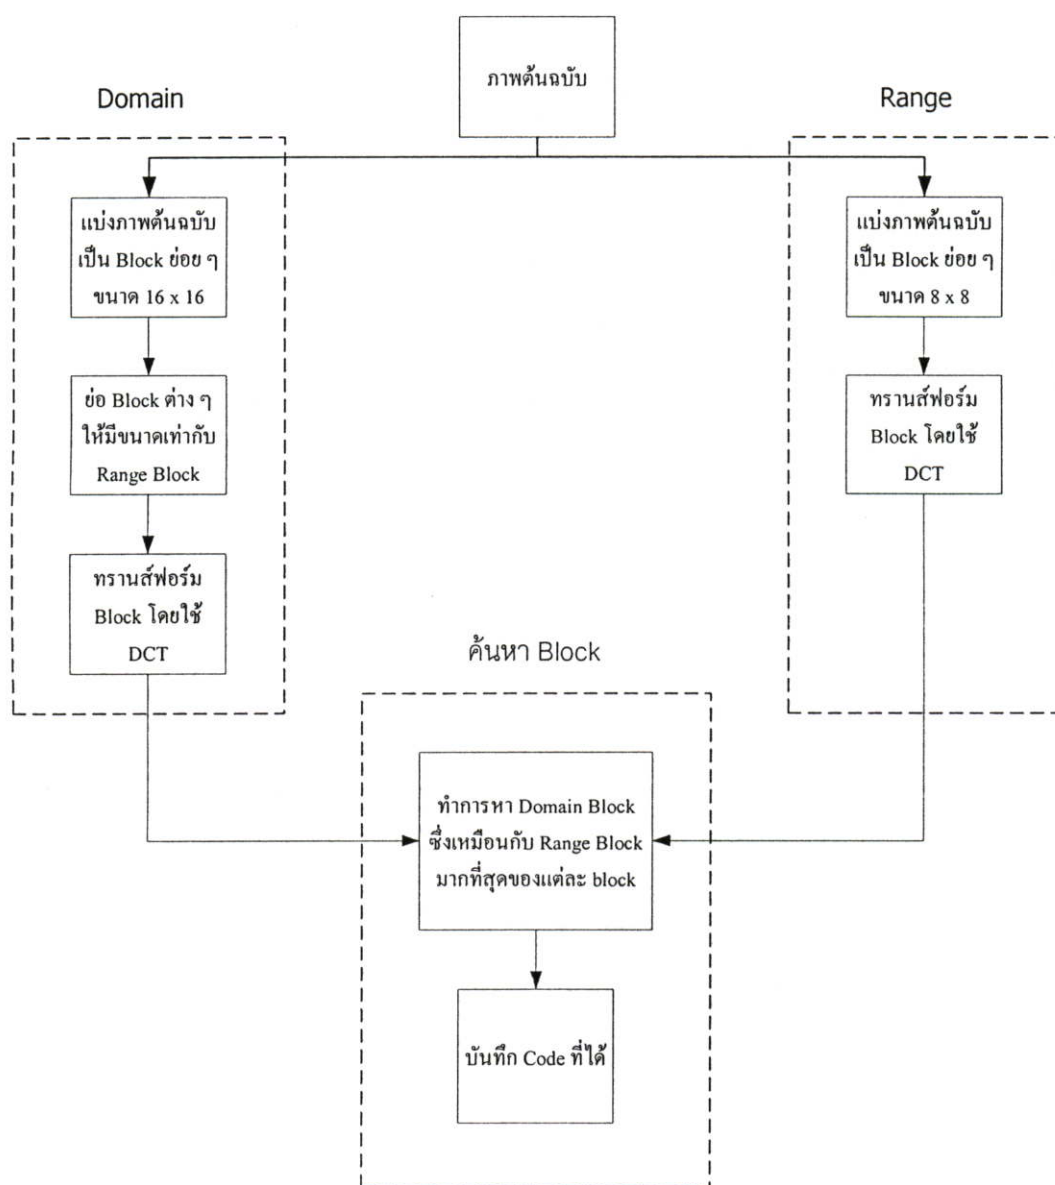 ภาพต้นฉบับ
Domain
Range
แบ่งภาพต้นฉบับ
เป็น Block ย่อย ๆ
ขนาด 16 x 16
แบ่งภาพต้นฉบับ
เป็น Block ย่อย ๆ
ขนาด 8 x 8
ย่อ Block ต่าง ๆ
ให้มีขนาดเท่ากับ
Range Block
ทรานส์ฟอร์ม
Block โดยใช้
DCT
ทรานส์ฟอร์ม
Block โดยใช้
DCT
ค้นหา Block
ทำการหา Domain Block
ซึ่งเหมือนกับ Range Block
มากที่สุดของแต่ละ block
บันทึก Code ที่ได้